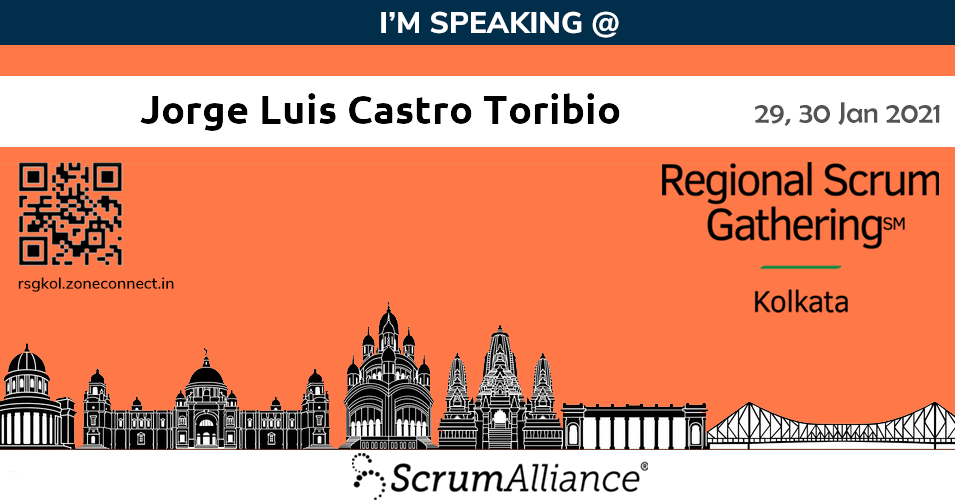 I'M SPEAKING @
Jorge Luis Castro Toribio
29, 30 Jan 2021
Regional Scrum
Gathering℠
rsgkol.zoneconnect.in
Kolkata
ScrumAlliance®